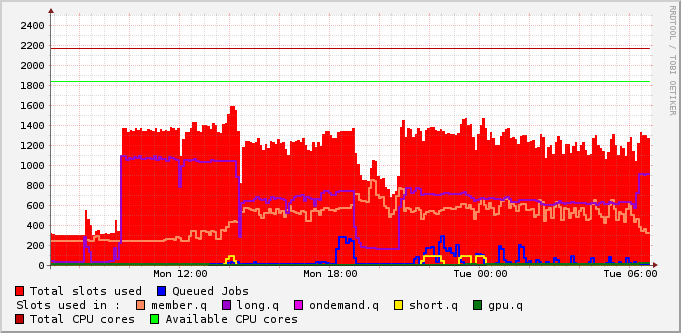 2400
2200
2000
1800
1600
1400
1200
1000
800
600
400
200
0
Mon 12:00 Mon 18:00 Tue 00:00 Tue 06:00
Total slots used Queued Jobs
Slots used in : member.q long.q ondemand.q short.q gpu.q
Total CPU cores Available CPU cores
RRDTOOL / TOBI OETIKER